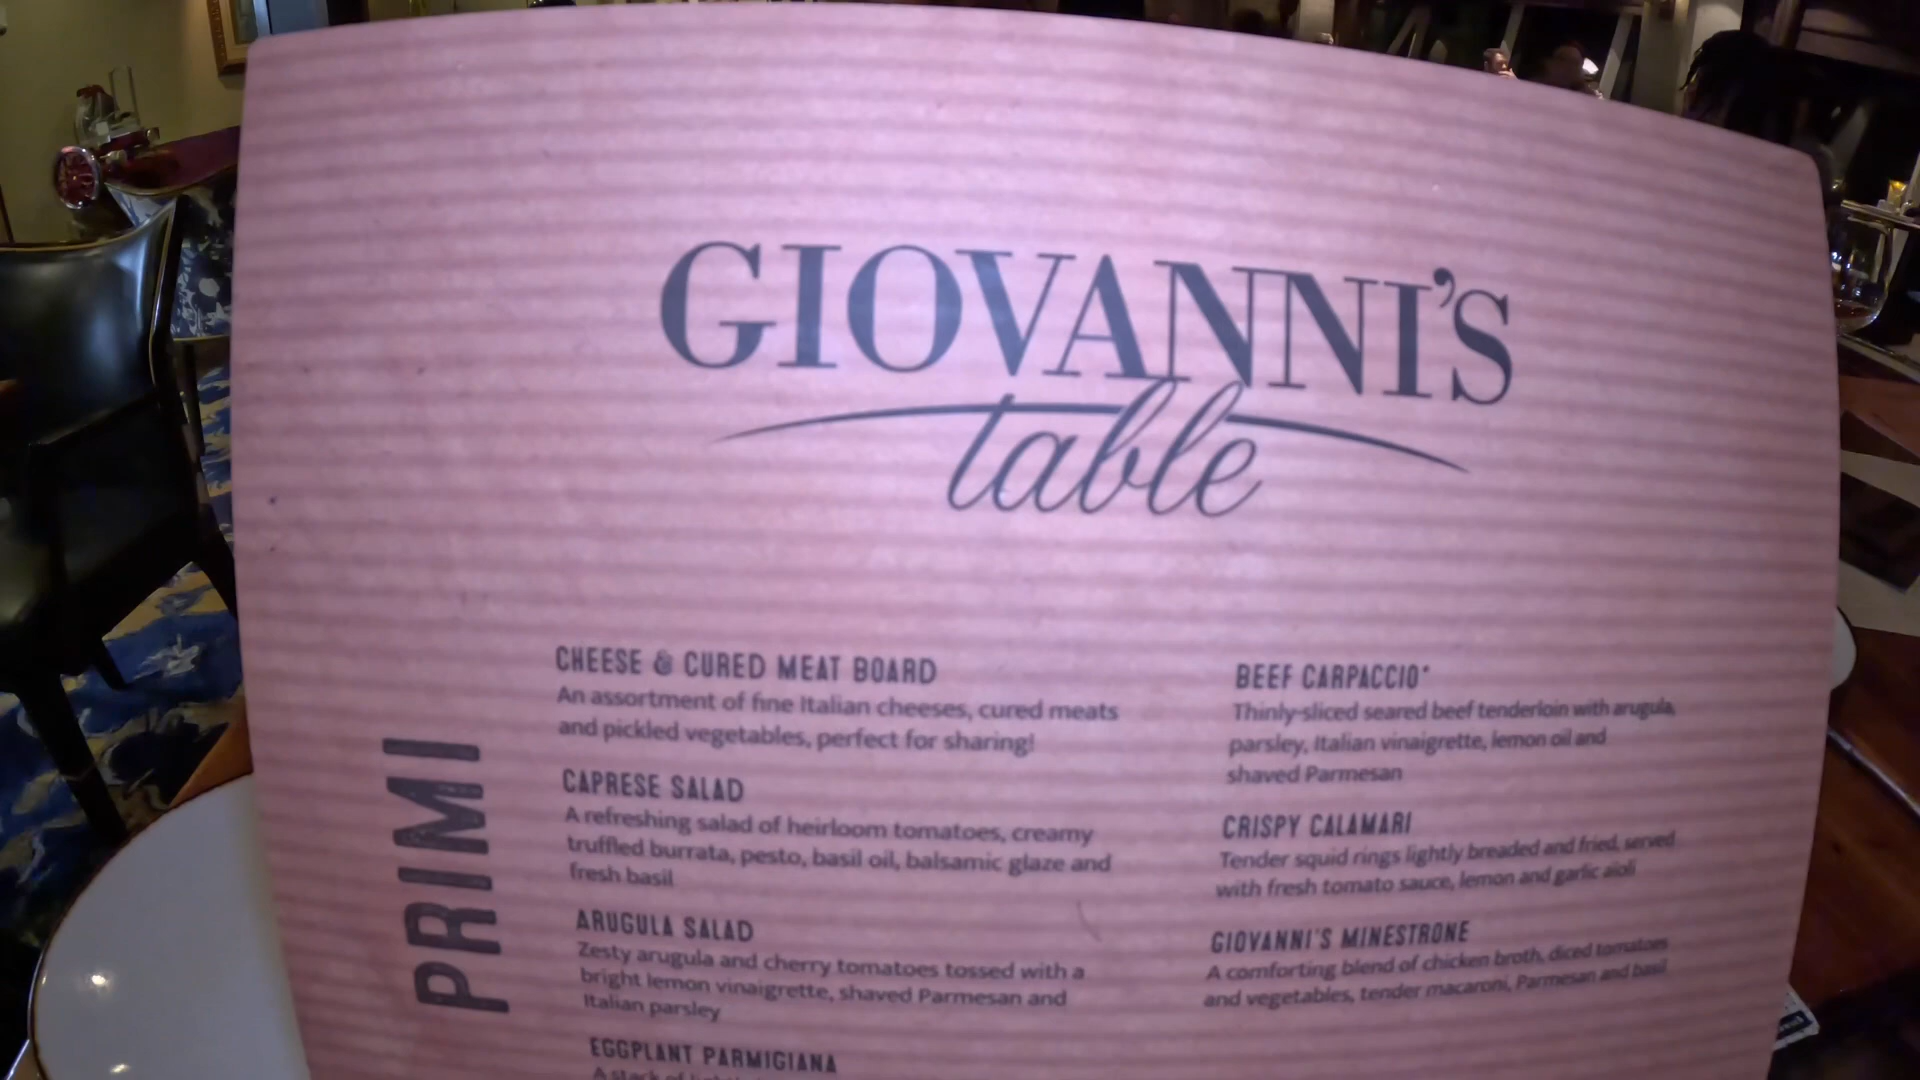 GIOVANNI'S
table
PRIMI
CHEESE & CURED MEAT BOARD
An assortment of fine Italian cheeses, cured meats
and pickled vegetables, perfect for sharing!
CAPRESE SALAD
A refreshing salad of heirloom tomatoes, creamy
truffled burrata, pesto, basil oil, balsamic glaze and
fresh basil
ARUGULA SALAD
Zesty arugula and cherry tomatoes tossed with a
bright lemon vinaigrette, shaved Parmesan and
Italian parsley
EGGPLANT PARMIGIANA
A stack of
BEEF CARPACCIO*
Thinly-sliced seared beef tenderloin with arugula,
parsley, Italian vinaigrette, lemon oil and
shaved Parmesan
CRISPY CALAMARI
Tender squid rings lightly breaded and fried, served
with fresh tomato sauce, lemon and garlic aioli
GIOVANNI'S MINESTRONE
A comforting blend of chicken broth, diced tomatoes
and vegetables, tender macaroni, Parmesan and basil